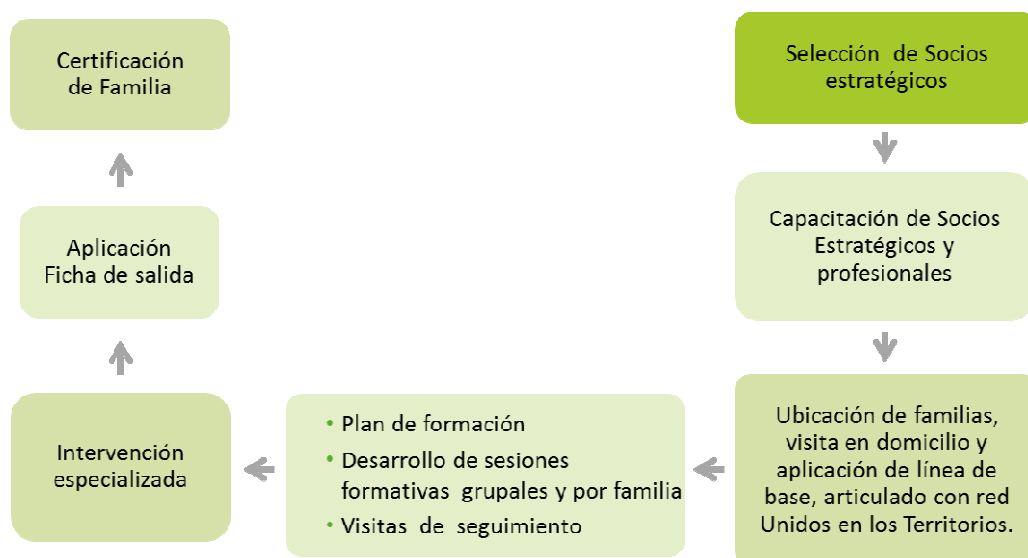 Selección de Socios
estratégicos
Capacitación de Socios
Estratégicos y
profesionales
Ubicación de familias,
visita en domicilio y
aplicación de línea de
base, articulado con red
Unidos en los Territorios.
• Plan de formación
• Desarrollo de sesiones
formativas grupales y por familia
• Visitas de seguimiento
Intervención
especializada
Aplicación
Ficha de salida
Certificación
de Familia